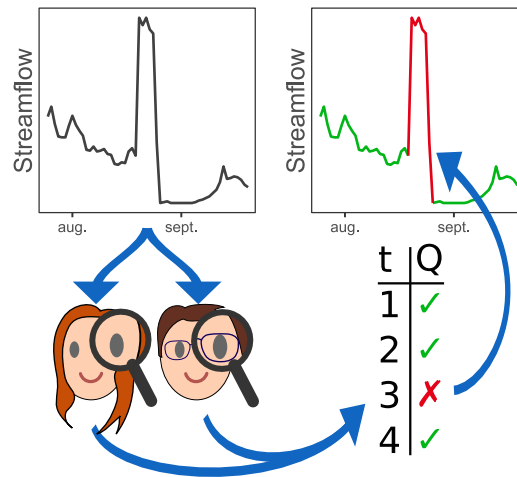 Streamflow
aug. sept.
Streamflow
aug. sept.
t Q
1 ✓
2 ✓
3 ✗
4 ✓